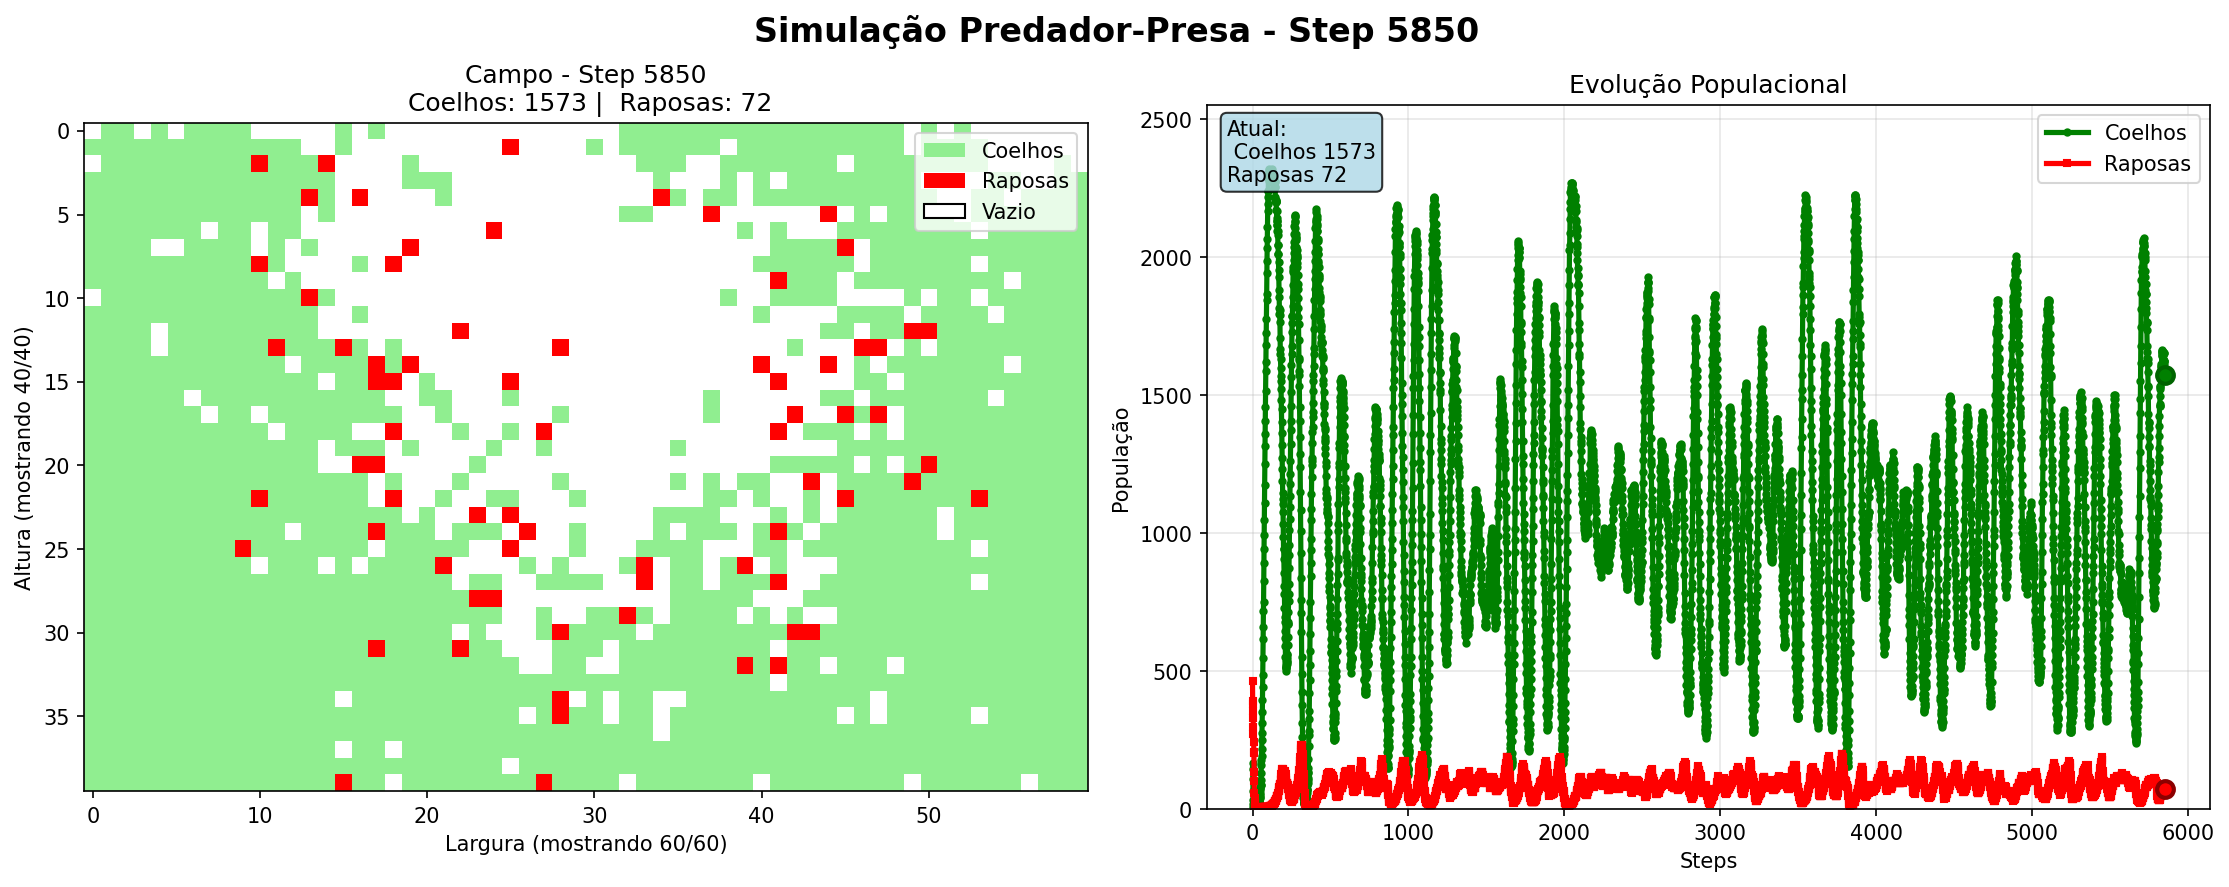 Simulação Predador-Presa - Step 5850
Campo - Step 5850
Coelhos: 1573 |  Raposas: 72
Coelhos
Raposas
Vazio
0
5
10
15
20
25
30
35
Altura (mostrando 40/40)
0
10
20
30
40
50
Largura (mostrando 60/60)
Evolução Populacional
Atual:
Coelhos 1573
Raposas 72
Coelhos
Raposas
2500
2000
1500
1000
500
0
População
0
1000
2000
3000
4000
5000
6000
Steps